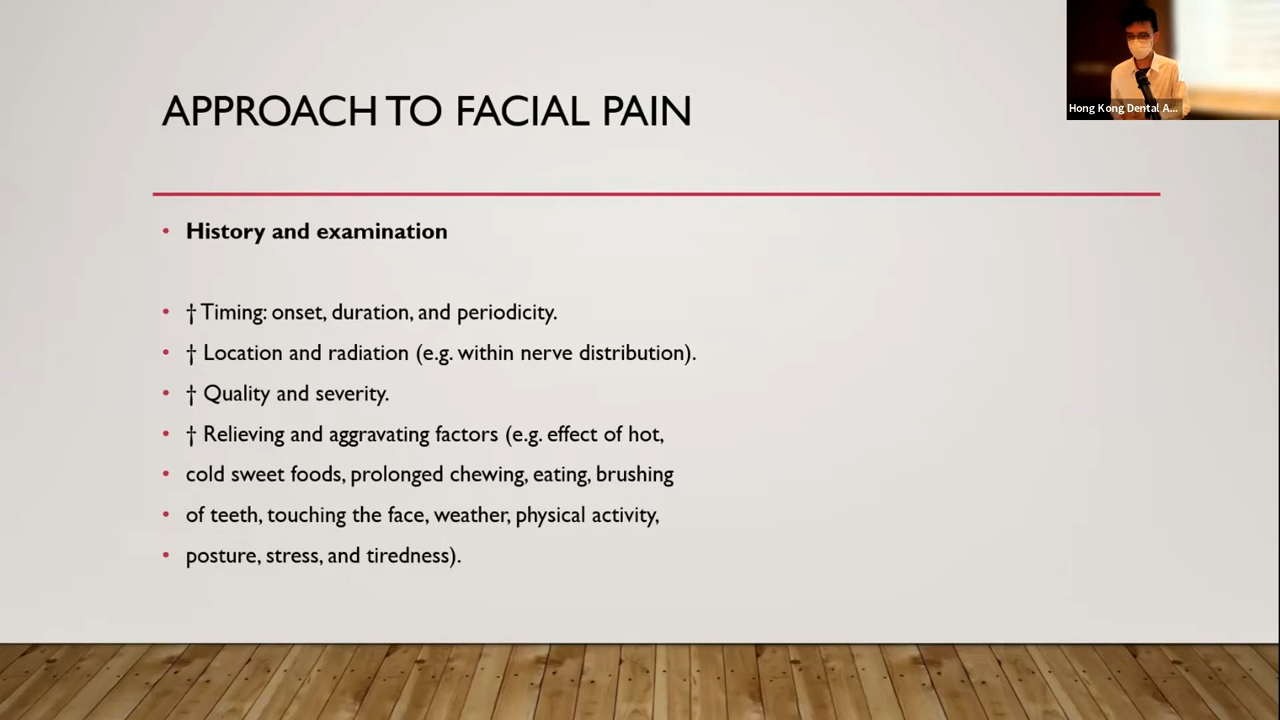 APPROACH TO FACIAL PAIN
Hong Kong Dental A...
• History and examination
• † Timing: onset, duration, and periodicity.
• † Location and radiation (e.g. within nerve distribution).
• † Quality and severity.
• † Relieving and aggravating factors (e.g. effect of hot,
• cold sweet foods, prolonged chewing, eating, brushing
• of teeth, touching the face, weather, physical activity,
• posture, stress, and tiredness).